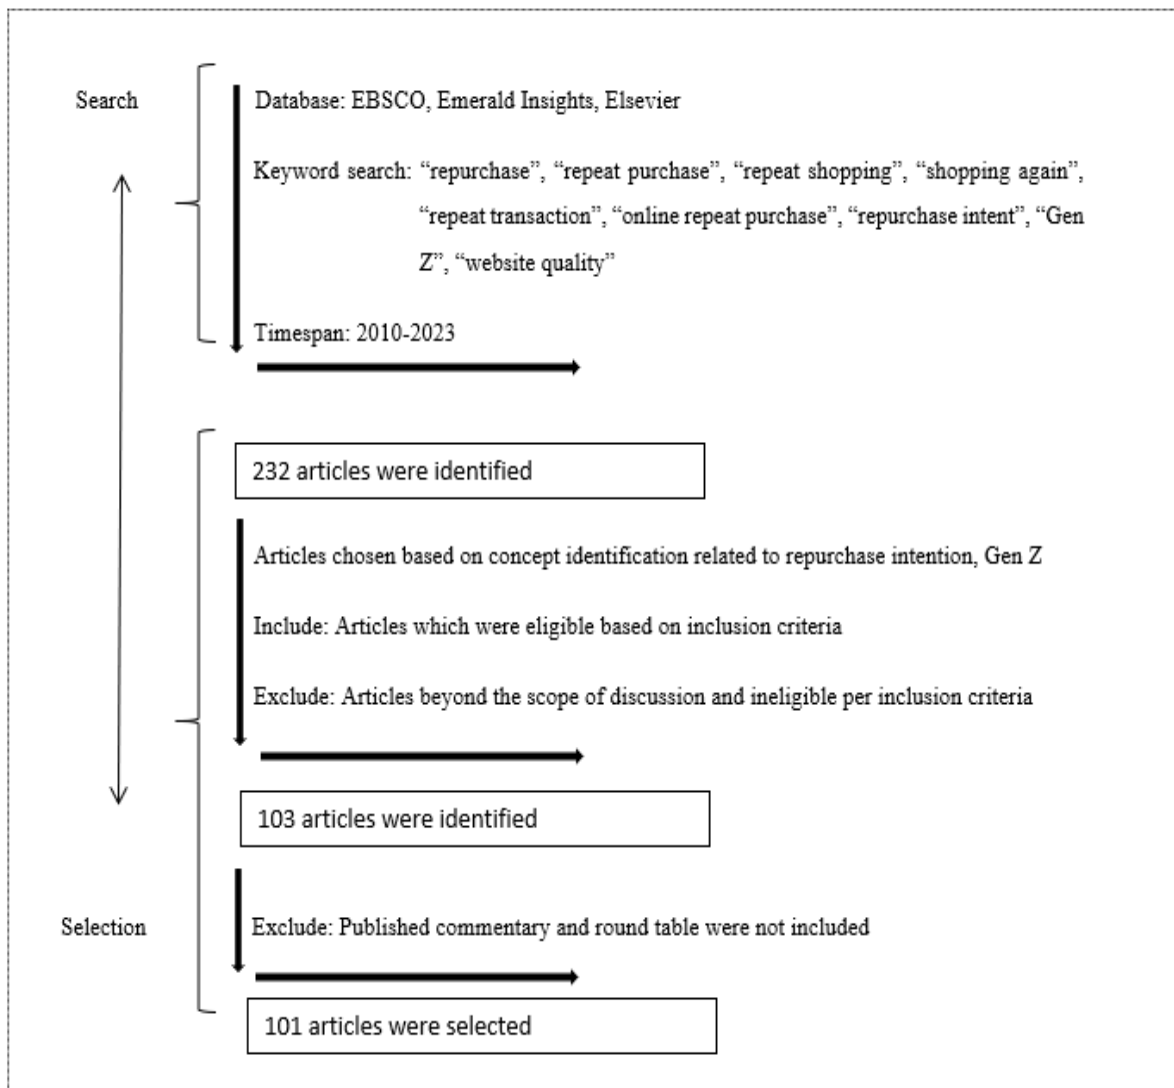 Search
Database: EBSCO, Emerald Insights, Elsevier
Keyword search: “repurchase”, “repeat purchase”, “repeat shopping”, “shopping again”,
“repeat transaction”, “online repeat purchase”, “repurchase intent”, “Gen
Z”, “website quality”
Timespan: 2010-2023
232 articles were identified
Articles chosen based on concept identification related to repurchase intention, Gen Z
Include: Articles which were eligible based on inclusion criteria
Exclude: Articles beyond the scope of discussion and ineligible per inclusion criteria
103 articles were identified
Selection
Exclude: Published commentary and round table were not included
101 articles were selected